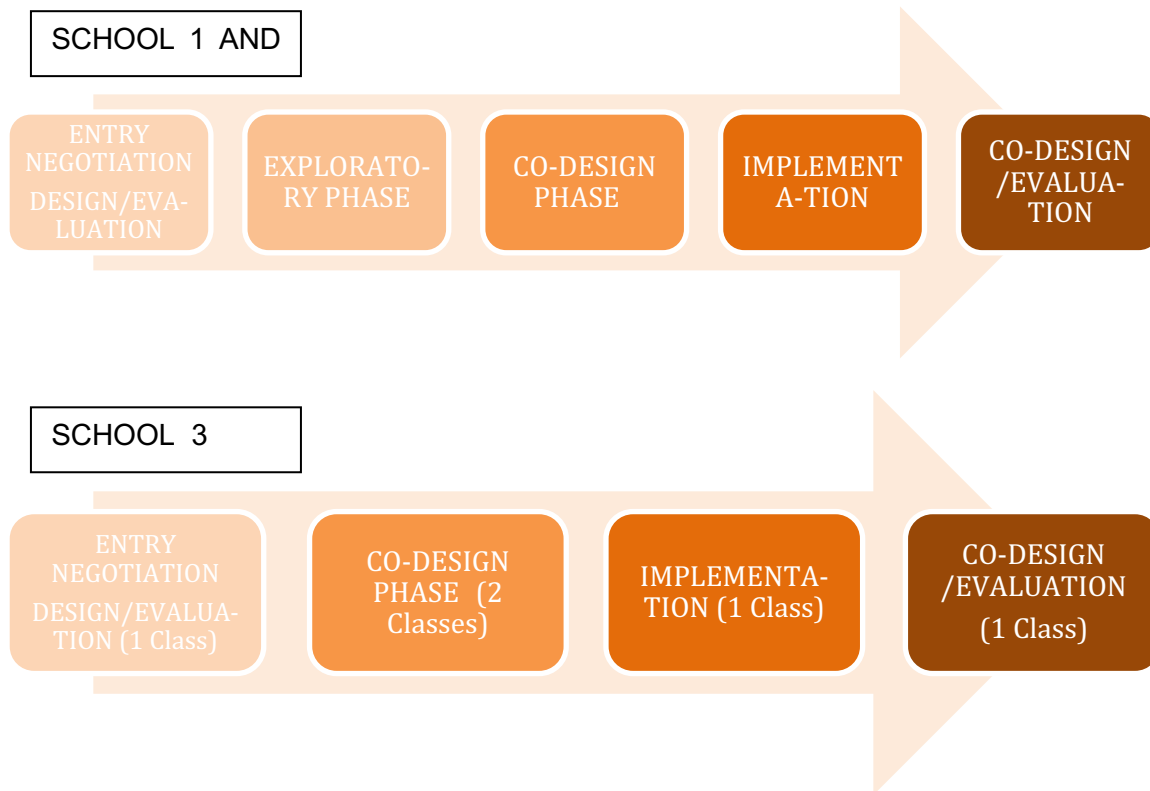 SCHOOL 1 AND
ENTRY
NEGOTIATION
DESIGN/EVA-
LUATION
EXPLORATO-
RY PHASE
CO-DESIGN
PHASE
IMPLEMENT
A-TION
CO-DESIGN
/EVALUA-
TION
SCHOOL 3
ENTRY
NEGOTIATION
DESIGN/EVALUA-
TION (1 Class)
CO-DESIGN
PHASE (2
Classes)
IMPLEMENTA-
TION (1 Class)
CO-DESIGN
/EVALUATION
(1 Class)